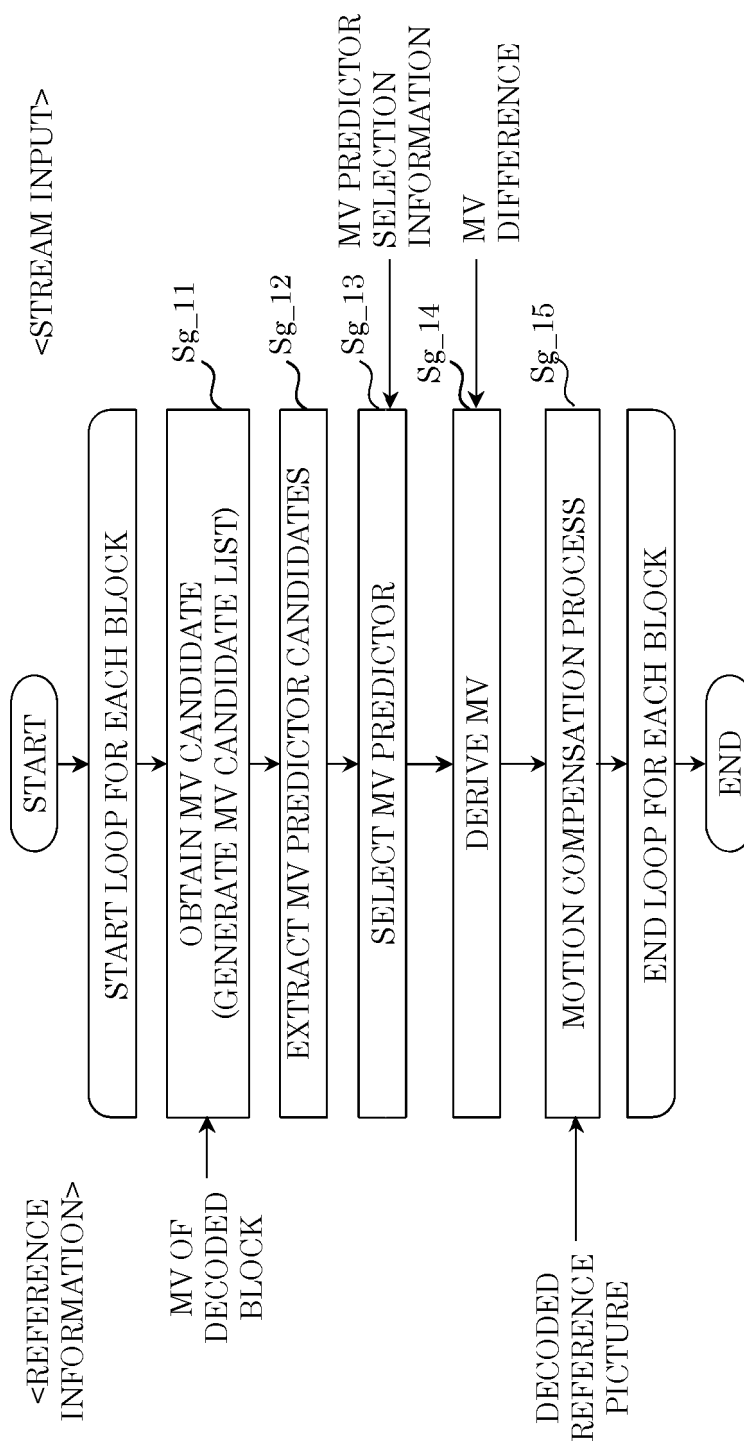 <REFERENCE
INFORMATION>
<STREAM INPUT>
START
START LOOP FOR EACH BLOCK
MV OF
DECODED
BLOCK
OBTAIN MV CANDIDATE
(GENERATE MV CANDIDATE LIST)
Sg_11
EXTRACT MV PREDICTOR CANDIDATES
Sg_12
SELECT MV PREDICTOR
Sg_13
MV PREDICTOR
SELECTION
INFORMATION
DERIVE MV
Sg_14
MV
DIFFERENCE
DECODED
REFERENCE
PICTURE
MOTION COMPENSATION PROCESS
Sg_15
END LOOP FOR EACH BLOCK
END